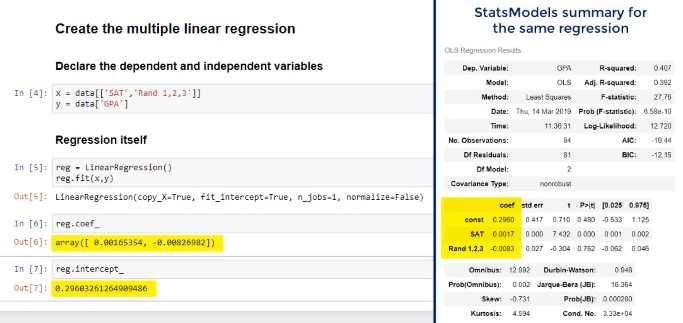 Create the multiple linear regression
Declare the dependent and independent variables
In [4]: x = data[['SAT','Rand 1,2,3']]
y = data['GPA']
Regression itself
In [5]: reg = LinearRegression()
reg.fit(x,y)
Out[5]: LinearRegression(copy_X=True, fit_intercept=True, n_jobs=1, normalize=False)
In [6]: reg.coef_
Out[6]: array([ 0.00165354, -0.00826982])
In [7]: reg.intercept_
Out[7]: 0.29603261264909486
StatsModels summary for
the same regression
OLS Regression Results
Dep. Variable: GPA R-squared: 0.407
Model: OLS Adj. R-squared: 0.392
Method: Least Squares F-statistic: 27.76
Date: Thu, 14 Mar 2019 Prob (F-statistic): 6.58e-10
Time: 11:36:31 Log-Likelihood: 12.720
No. Observations: 84 AIC: -19.44
Df Residuals: 81 BIC: -12.15
Df Model: 2
Covariance Type: nonrobust
coef std err t P>|t| [0.025 0.975]
const 0.2960 0.417 0.710 0.480 -0.533 1.125
SAT 0.0017 0.000 7.432 0.000 0.001 0.002
Rand 1,2,3 -0.0083 0.027 -0.304 0.762 -0.062 0.046
Omnibus: 12.992 Durbin-Watson: 0.948
Prob(Omnibus): 0.002 Jarque-Bera (JB): 16.364
Skew: -0.731 Prob(JB): 0.000280
Kurtosis: 4.594 Cond. No. 3.33e+04